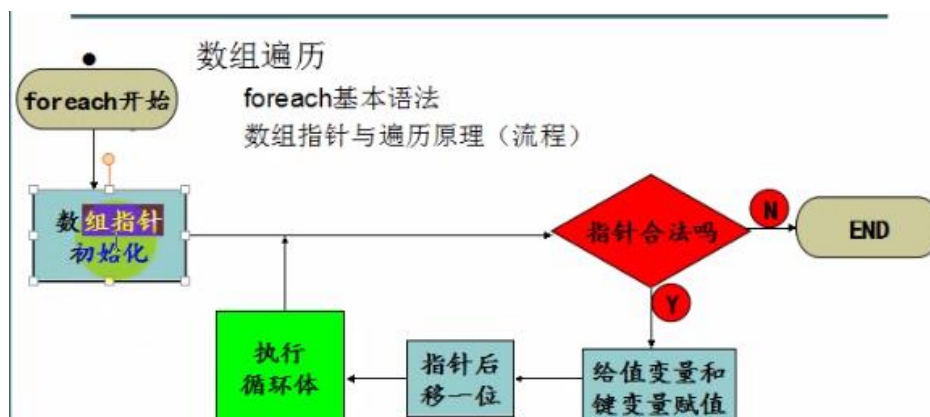 数组遍历
foreach基本语法
数组指针与遍历原理（流程）
foreach开始
数组指针
初始化
指针合法吗
N
END
Y
给值变量和
键变量赋值
指针后
移一位
执行
循环体